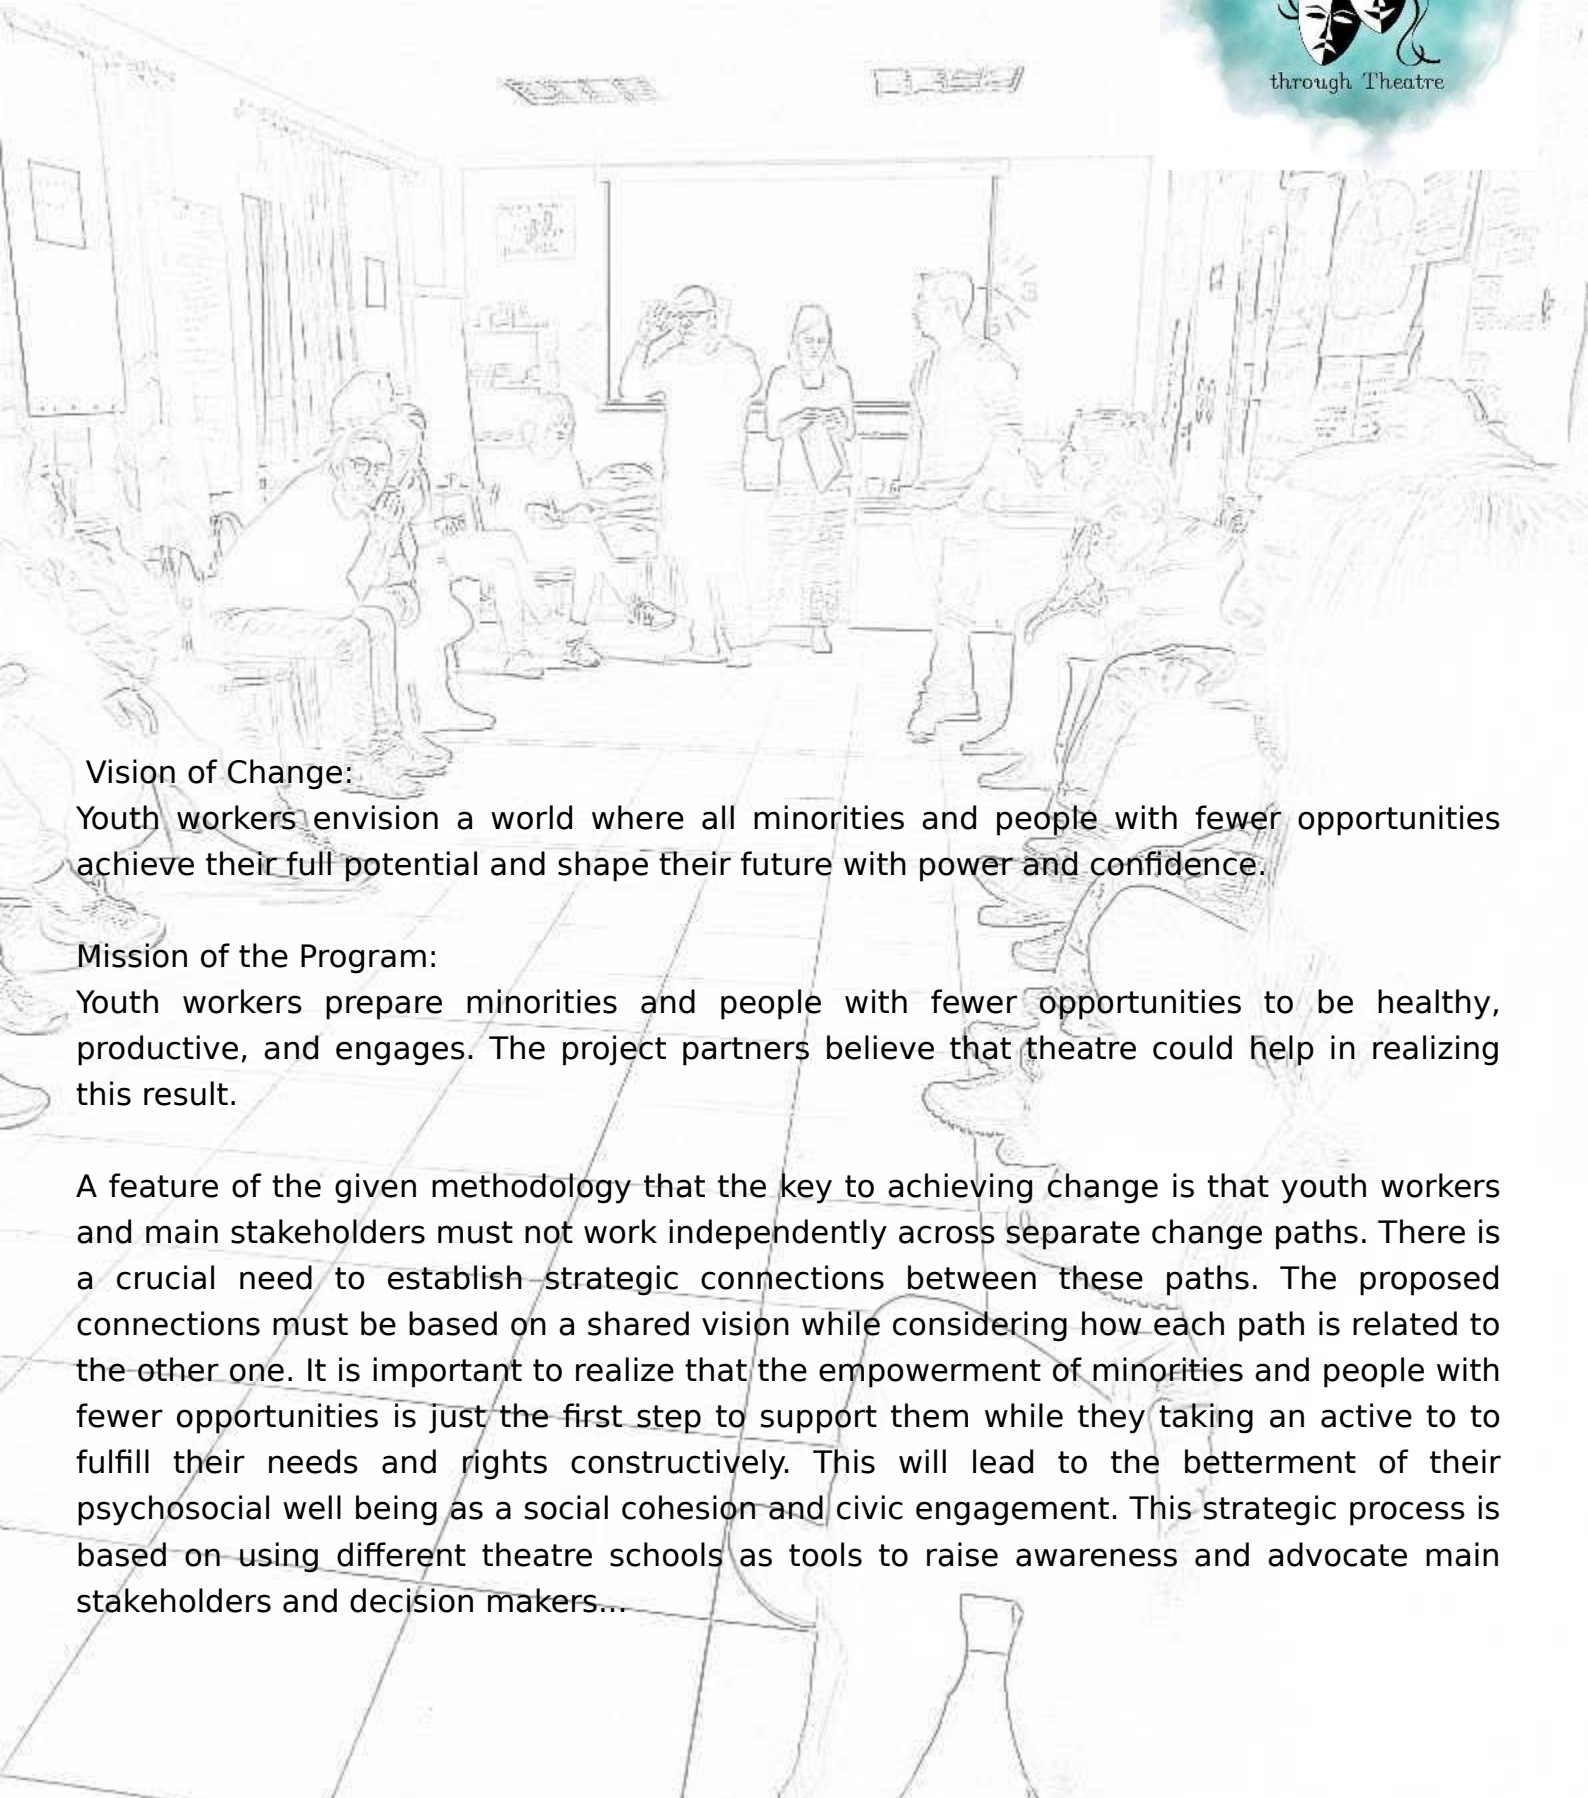 through Theatre
Vision of Change:
Youth workers envision a world where all minorities and people with fewer opportunities
achieve their full potential and shape their future with power and confidence.
Mission of the Program:
Youth workers prepare minorities and people with fewer opportunities to be healthy,
productive, and engages. The project partners believe that theatre could help in realizing
this result.
A feature of the given methodology that the key to achieving change is that youth workers
and main stakeholders must not work independently across separate change paths. There is
a crucial need to establish strategic connections between these paths. The proposed
connections must be based on a shared vision while considering how each path is related to
the other one. It is important to realize that the empowerment of minorities and people with
fewer opportunities is just the first step to support them while they taking an active to to
fulfill their needs and rights constructively. This will lead to the betterment of their
psychosocial well being as a social cohesion and civic engagement. This strategic process is
based on using different theatre schools as tools to raise awareness and advocate main
stakeholders and decision makers...